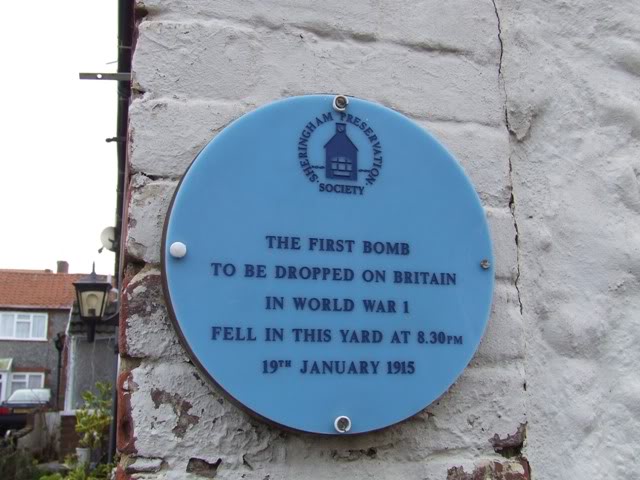 SHERINGHAM PRESERVATION
SOCIETY
THE FIRST BOMB
TO BE DROPPED ON BRITAIN
IN WORLD WAR 1
FELL IN THIS YARD AT 8.30PM
19TH JANUARY 1915